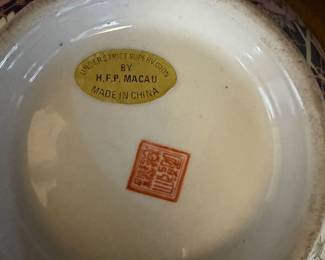 UNDER STRICT SUPERVISION
BY
H.F.P. MACAU
MADE IN CHINA